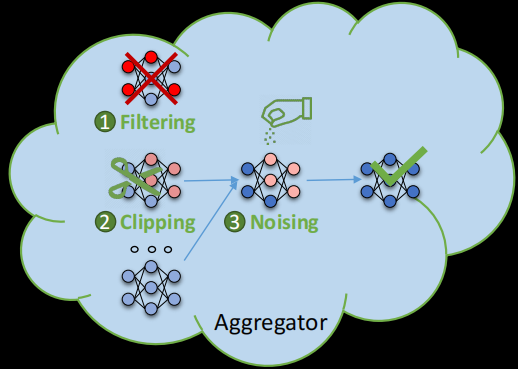 1 Filtering
2 Clipping
3 Noising
Aggregator